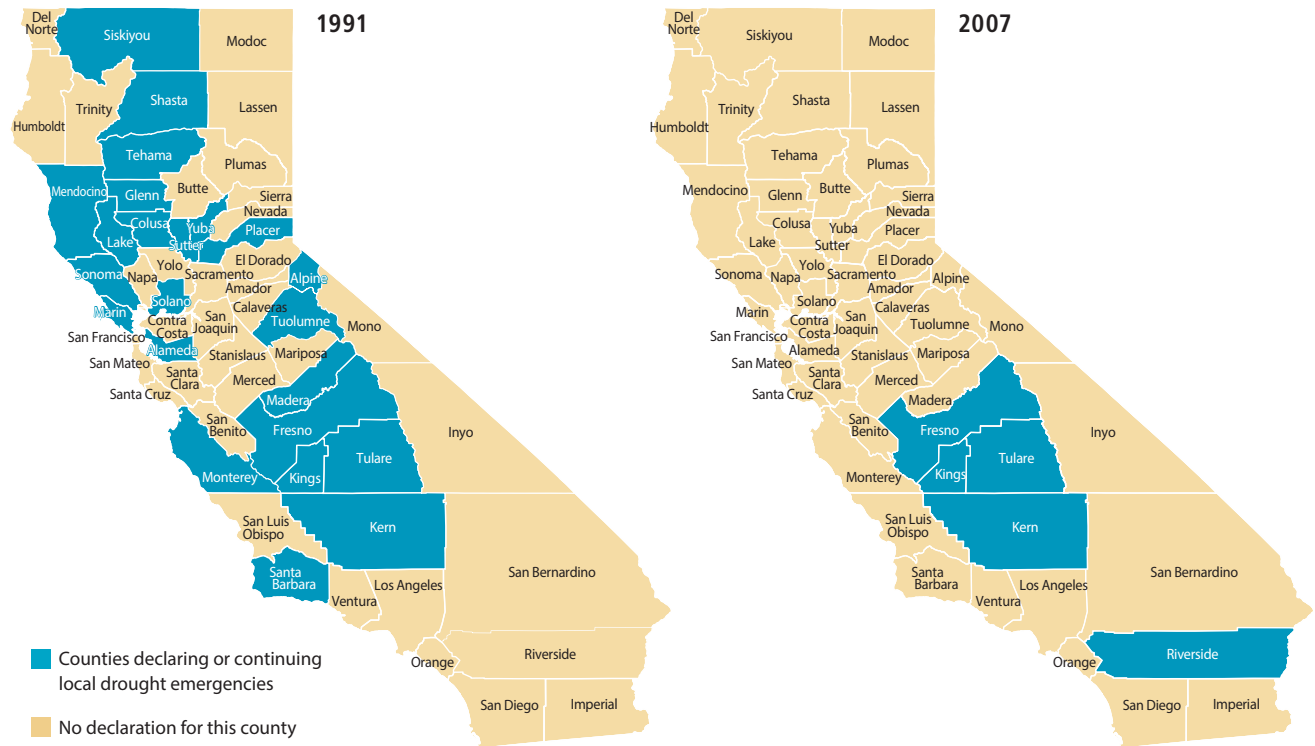 1991
Del
Norte
Siskiyou
Modoc
Humboldt
Trinity
Shasta
Lassen
Tehama
Plumas
Mendocino
Glenn
Butte
Sierra
Nevada
Colusa
Yuba
Placer
Lake
Sutter
Sonoma
Napa
Yolo
Sacramento
El Dorado
Alpine
Amador
Solano
Marin
Calaveras
Contra
Costa
San
Joaquin
Tuolumne
Mono
San Francisco
Alameda
Stanislaus
Mariposa
San Mateo
Santa
Clara
Merced
Santa Cruz
Madera
San
Benito
Fresno
Inyo
Monterey
Kings
Tulare
San Luis
Obispo
Kern
Santa
Barbara
San Bernardino
Ventura
Los Angeles
Orange
Riverside
San Diego
Imperial
Counties declaring or continuing
local drought emergencies
No declaration for this county
2007
Del
Norte
Siskiyou
Modoc
Humboldt
Trinity
Shasta
Lassen
Tehama
Plumas
Mendocino
Glenn
Butte
Sierra
Nevada
Colusa
Yuba
Placer
Lake
Sutter
Sonoma
Napa
Yolo
Sacramento
El Dorado
Alpine
Amador
Solano
Marin
Calaveras
Contra
Costa
San
Joaquin
Tuolumne
Mono
San Francisco
Alameda
Stanislaus
Mariposa
San Mateo
Santa
Clara
Merced
Santa Cruz
Madera
San
Benito
Fresno
Inyo
Monterey
Kings
Tulare
San Luis
Obispo
Kern
Santa
Barbara
San Bernardino
Ventura
Los Angeles
Orange
Riverside
San Diego
Imperial